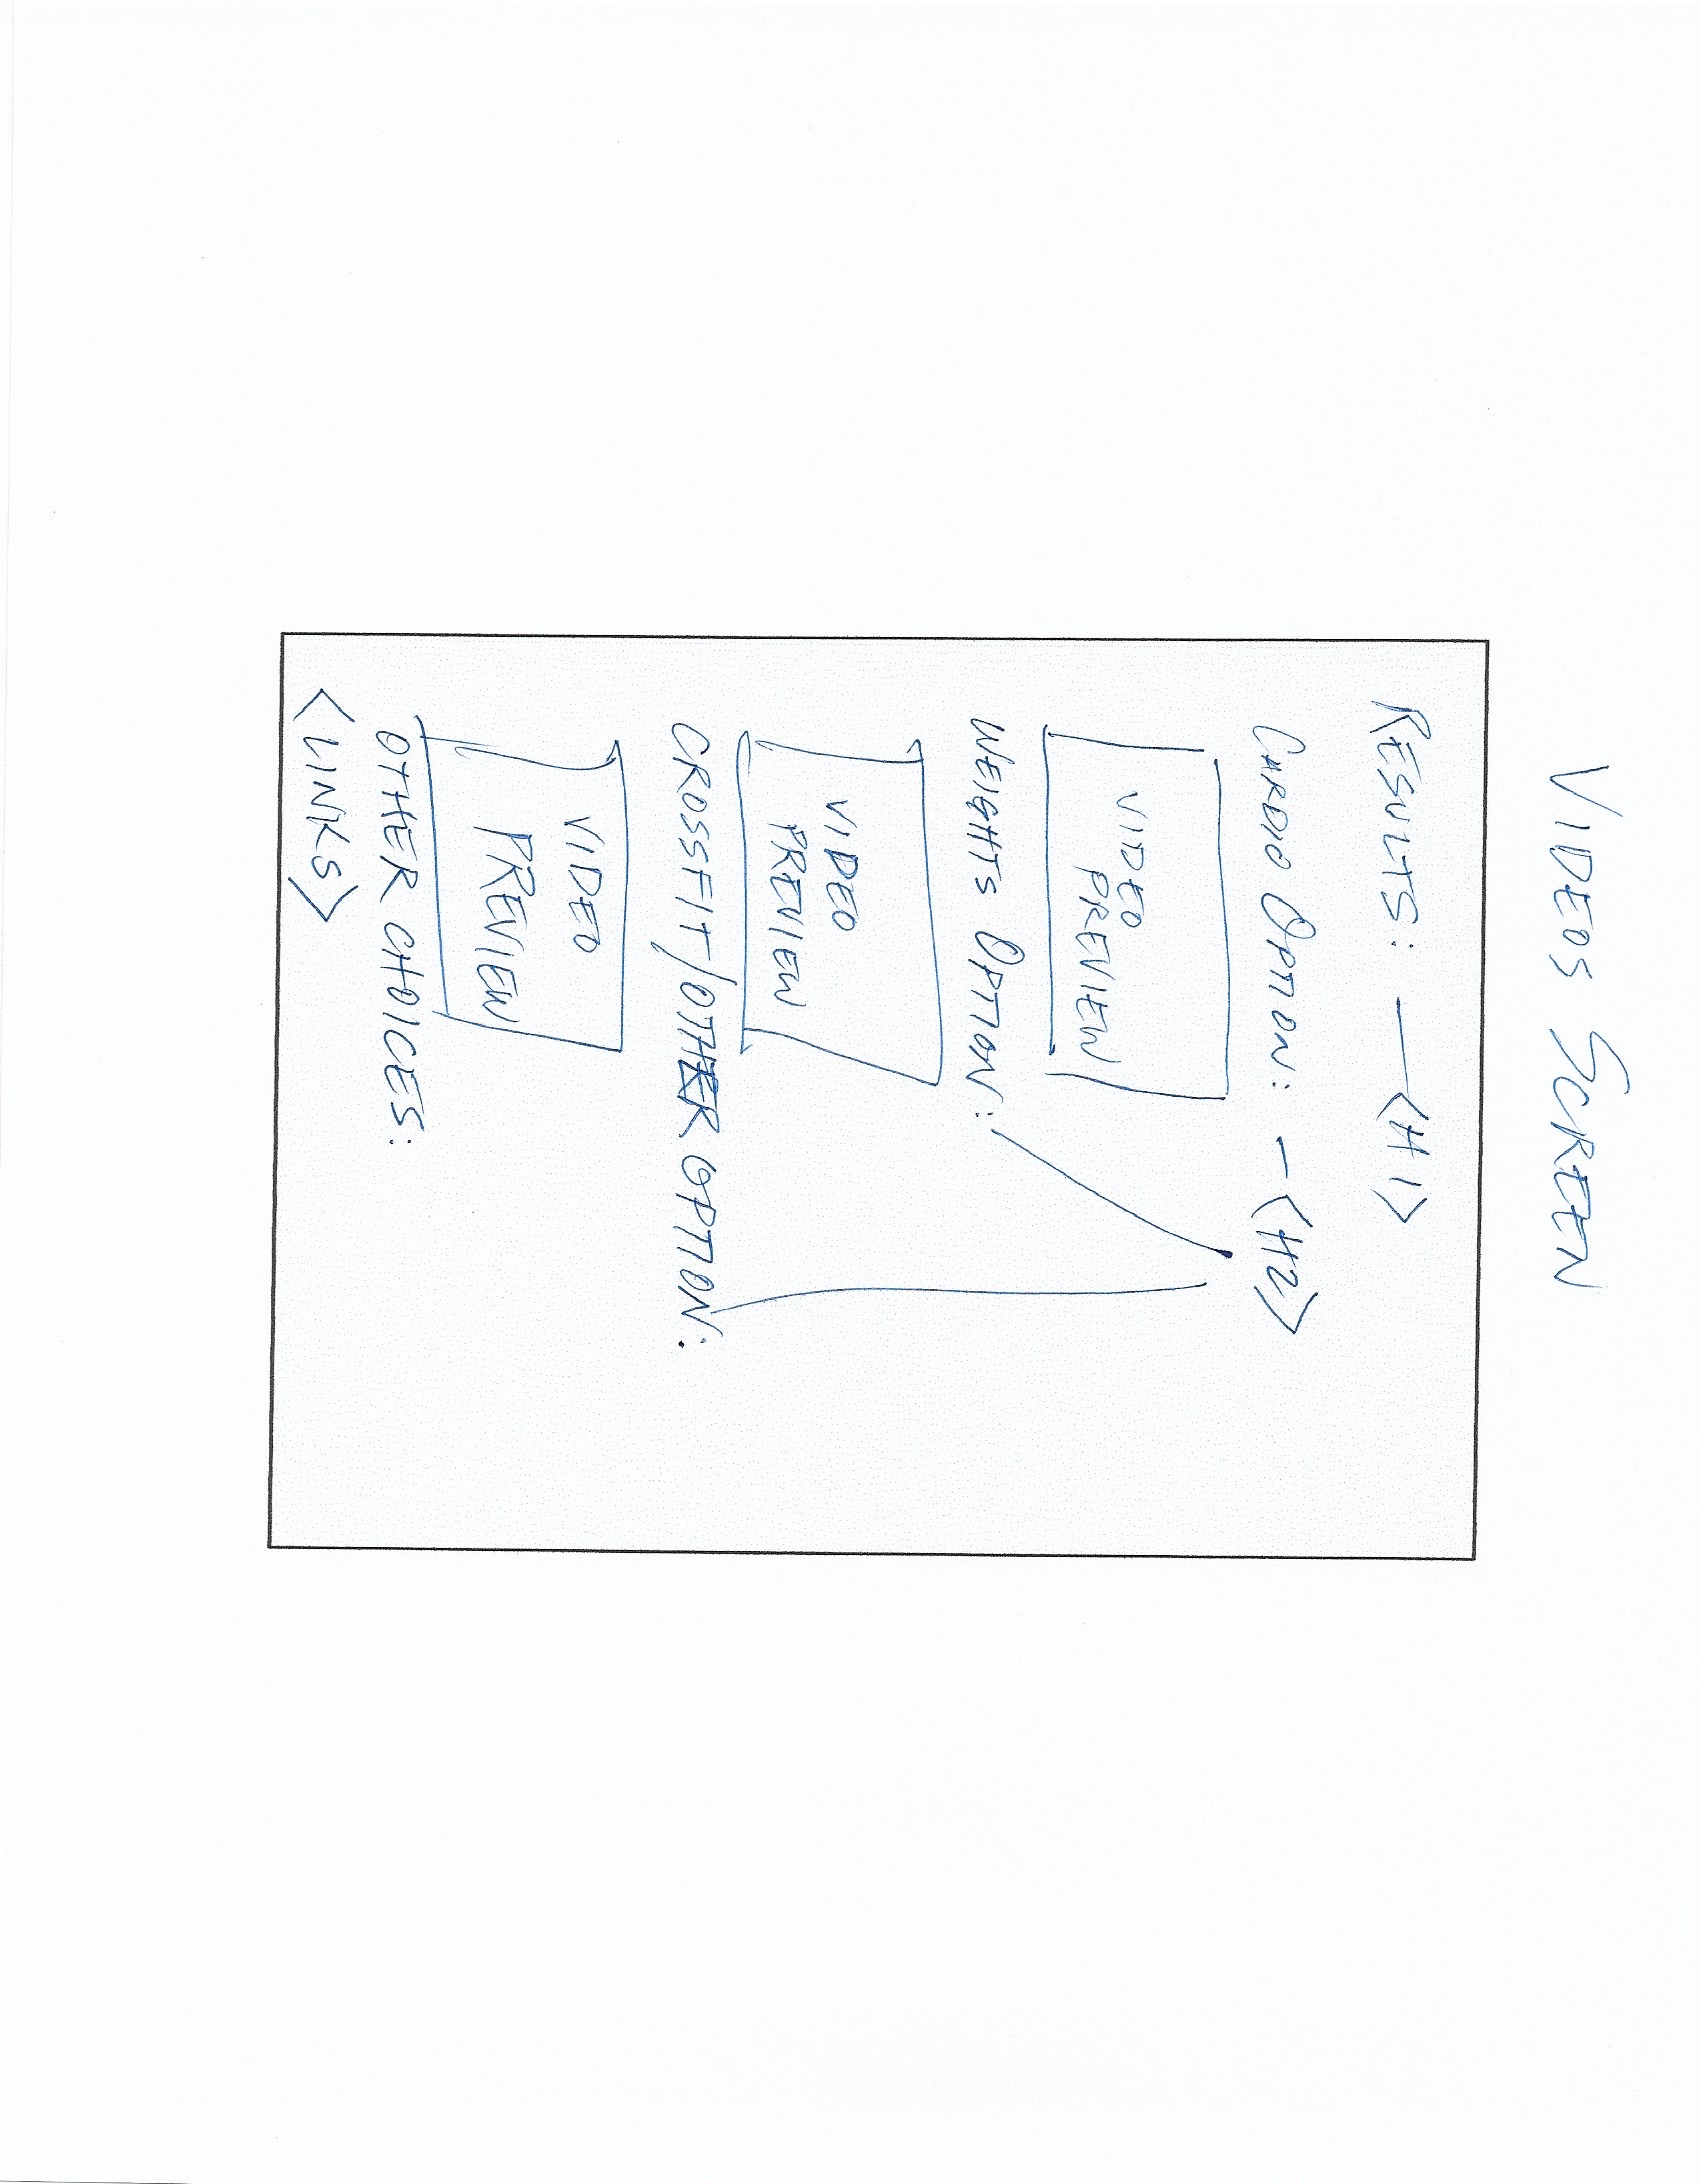 VIDEOS SCREEN
RESULTS: — <H1>
CARDIO OPTION: — <H2>
VIDEO
PREVIEW
WEIGHTS OPTION:
VIDEO
PREVIEW
CROSSFIT/OTHER OPTION:
VIDEO
PREVIEW
OTHER CHOICES:
<LINKS>